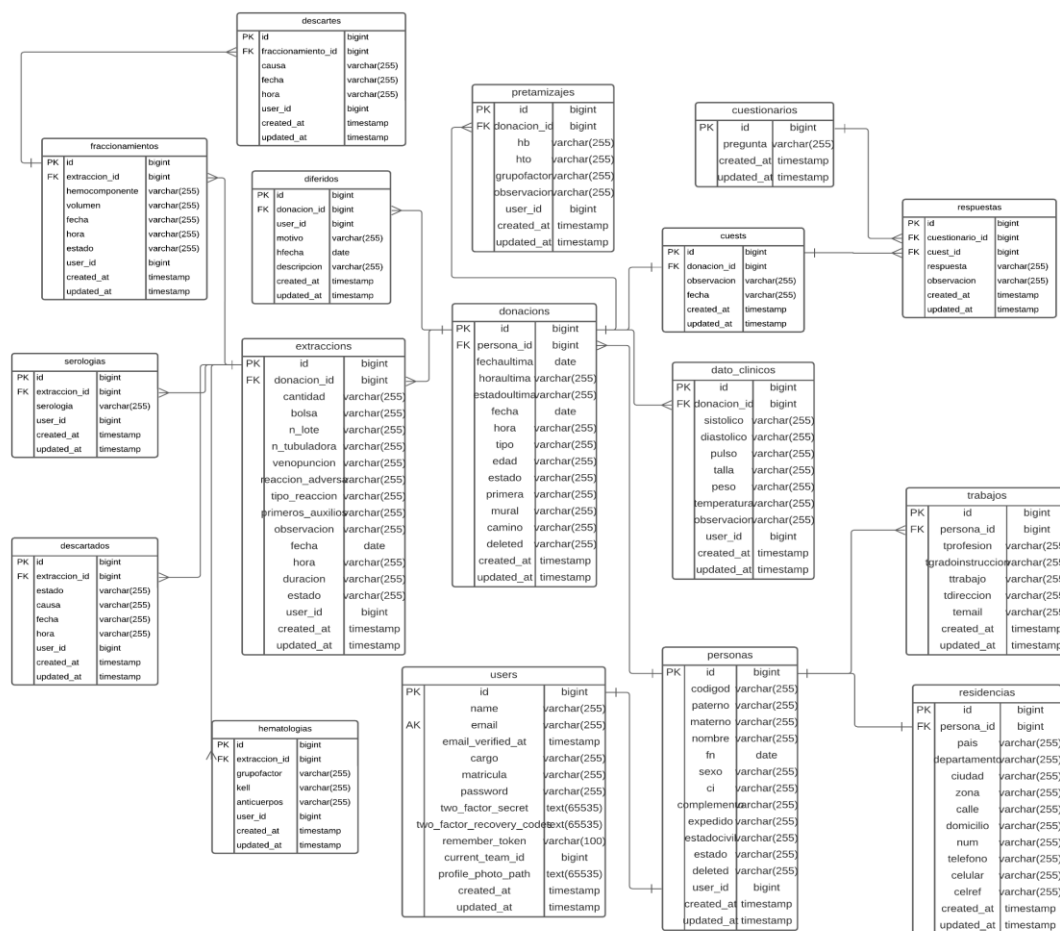 descartes
PK id bigint
FK fraccionamiento_id bigint
causa varchar(255)
fecha varchar(255)
hora varchar(255)
user_id bigint
created_at timestamp
updated_at timestamp
pretamizajes
PK id bigint
FK donacion_id bigint
hb varchar(255)
hto varchar(255)
grupofactor varchar(255)
observacion varchar(255)
user_id bigint
created_at timestamp
updated_at timestamp
cuestionarios
PK id bigint
pregunta varchar(255)
created_at timestamp
updated_at timestamp
fraccionamientos
PK id bigint
FK extraccion_id bigint
hemocomponente varchar(255)
volumen varchar(255)
fecha varchar(255)
hora varchar(255)
estado varchar(255)
user_id bigint
created_at timestamp
updated_at timestamp
diferidos
PK id bigint
FK donacion_id bigint
user_id bigint
motivo varchar(255)
hfecha date
descripcion varchar(255)
created_at timestamp
updated_at timestamp
respuestas
PK id bigint
FK cuestionario_id bigint
FK cuest_id bigint
respuesta varchar(255)
observacion varchar(255)
created_at timestamp
updated_at timestamp
cuests
PK id bigint
FK donacion_id bigint
observacion varchar(255)
fecha varchar(255)
created_at timestamp
updated_at timestamp
donacions
PK id bigint
FK persona_id bigint
fechaultima date
horaultima varchar(255)
estadoultima varchar(255)
fecha date
hora varchar(255)
tipo varchar(255)
edad varchar(255)
estado varchar(255)
primera varchar(255)
mural varchar(255)
camino varchar(255)
deleted varchar(255)
created_at timestamp
updated_at timestamp
extraccions
PK id bigint
FK donacion_id bigint
cantidad varchar(255)
bolsa varchar(255)
n_lote varchar(255)
n_tubuladora varchar(255)
venopuncion varchar(255)
reaccion_adversa varchar(255)
tipo_reaccion varchar(255)
primeros_auxilios varchar(255)
observacion varchar(255)
fecha date
hora varchar(255)
duracion varchar(255)
estado varchar(255)
user_id bigint
created_at timestamp
updated_at timestamp
serologias
PK id bigint
FK extraccion_id bigint
serologia varchar(255)
user_id bigint
created_at timestamp
updated_at timestamp
dato_clinicos
PK id bigint
FK donacion_id bigint
sistolico varchar(255)
diastolico varchar(255)
pulso varchar(255)
talla varchar(255)
peso varchar(255)
temperatura varchar(255)
observacion varchar(255)
user_id bigint
created_at timestamp
updated_at timestamp
trabajos
PK id bigint
FK persona_id bigint
tprofesion varchar(255)
tgradoinstruccion varchar(255)
ttrabajo varchar(255)
tdireccion varchar(255)
temail varchar(255)
created_at timestamp
updated_at timestamp
descartados
PK id bigint
FK extraccion_id bigint
estado varchar(255)
causa varchar(255)
fecha varchar(255)
hora varchar(255)
user_id bigint
created_at timestamp
updated_at timestamp
users
PK id bigint
name varchar(255)
AK email varchar(255)
email_verified_at timestamp
cargo varchar(255)
matricula varchar(255)
password varchar(255)
two_factor_secret text(65535)
two_factor_recovery_codes text(65535)
remember_token varchar(100)
current_team_id bigint
profile_photo_path text(65535)
created_at timestamp
updated_at timestamp
personas
PK id bigint
codigod varchar(255)
paterno varchar(255)
materno varchar(255)
nombre varchar(255)
fn date
sexo varchar(255)
ci varchar(255)
complemento varchar(255)
expedido varchar(255)
estadocivil varchar(255)
estado varchar(255)
deleted varchar(255)
user_id bigint
created_at timestamp
updated_at timestamp
residencias
PK id bigint
FK persona_id bigint
pais varchar(255)
departamento varchar(255)
ciudad varchar(255)
zona varchar(255)
calle varchar(255)
domicilio varchar(255)
num varchar(255)
telefono varchar(255)
celular varchar(255)
celref varchar(255)
created_at timestamp
updated_at timestamp
hematologias
PK id bigint
FK extraccion_id bigint
grupofactor varchar(255)
kell varchar(255)
anticuerpos varchar(255)
user_id bigint
created_at timestamp
updated_at timestamp